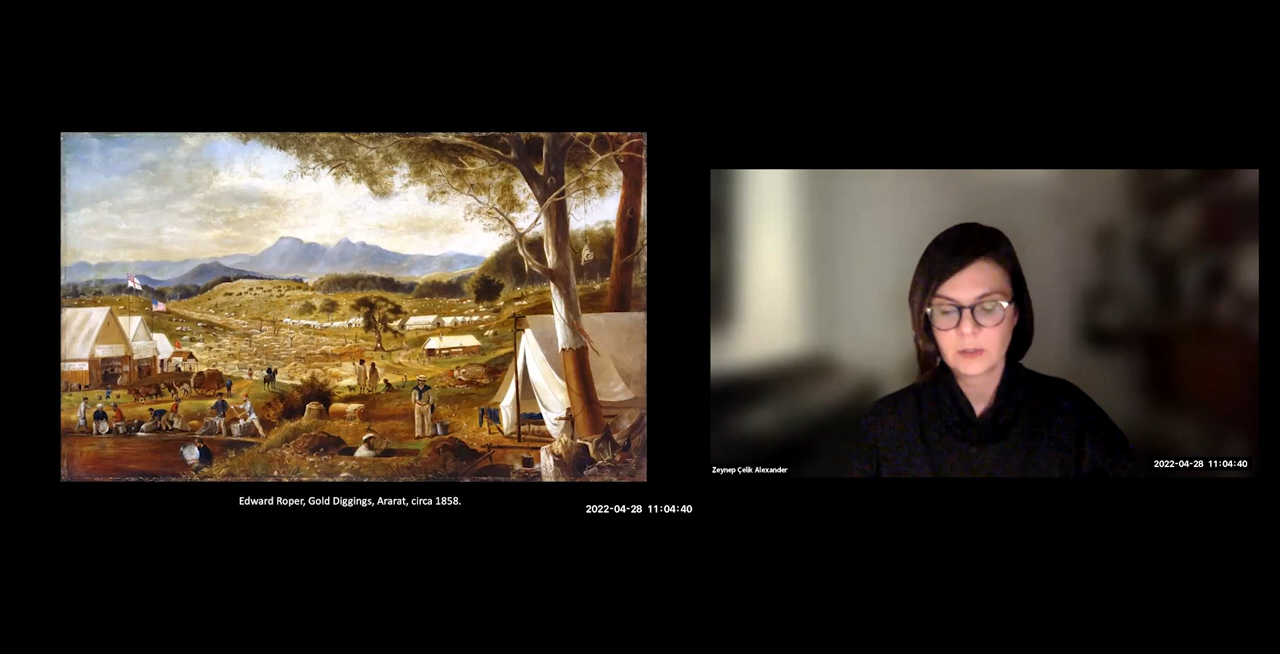 Edward Roper, Gold Diggings, Ararat, circa 1858.
2022-04-28 11:04:40
Zeynep Çelik Alexander
2022-04-28 11:04:40